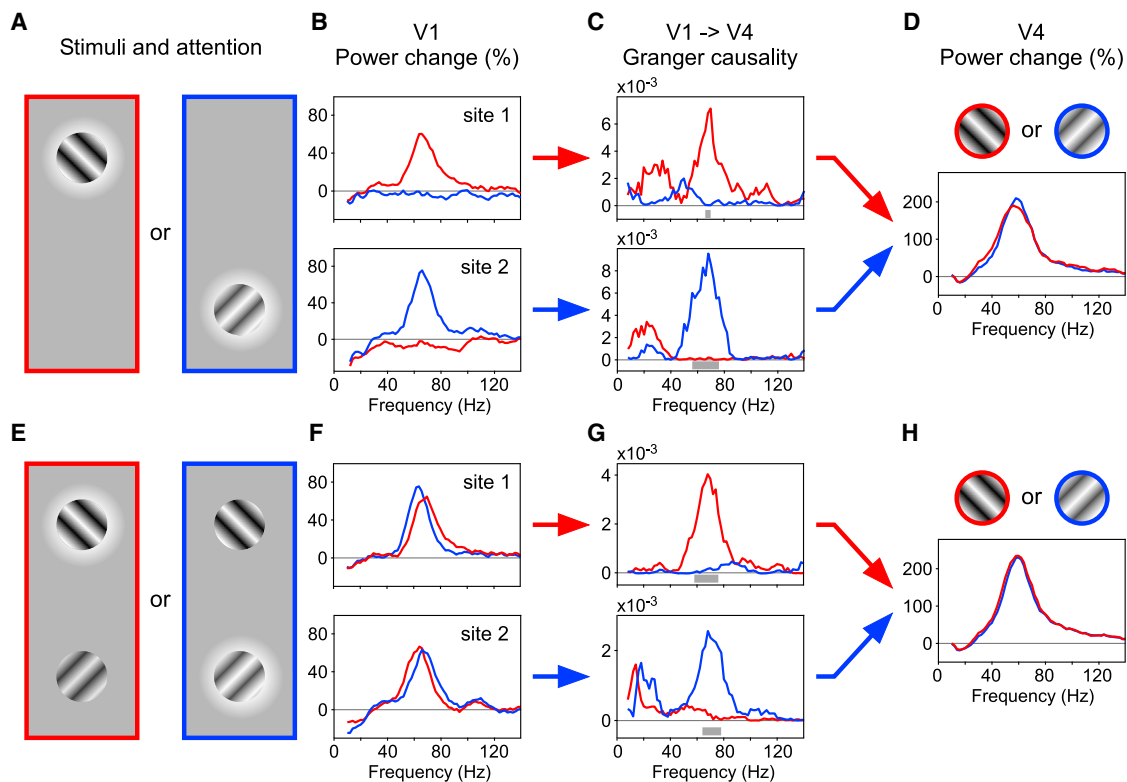 A
Stimuli and attention
or
B
V1
Power change (%)
80
40
0
site 1
80
40
0
site 2
0 40 80 120
Frequency (Hz)
C
V1 -> V4
Granger causality
x10⁻³
6
4
2
0
x10⁻³
8
6
4
2
0
0 40 80 120
Frequency (Hz)
D
V4
Power change (%)
or
200
100
0
0 40 80 120
Frequency (Hz)
E
or
F
80
40
0
site 1
80
40
0
site 2
0 40 80 120
Frequency (Hz)
G
x10⁻³
4
2
0
x10⁻³
2
0
0 40 80 120
Frequency (Hz)
H
or
200
100
0
0 40 80 120
Frequency (Hz)